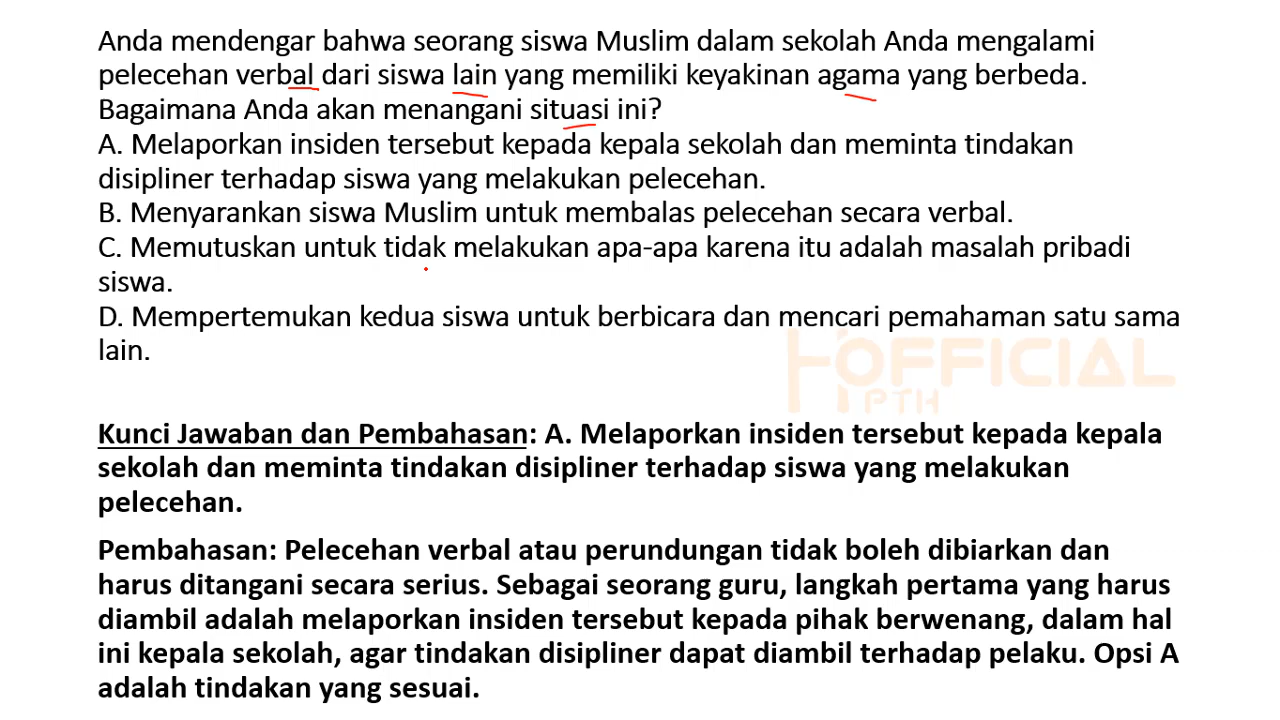 Anda mendengar bahwa seorang siswa Muslim dalam sekolah Anda mengalami
pelecehan verbal dari siswa lain yang memiliki keyakinan agama yang berbeda.
Bagaimana Anda akan menangani situasi ini?
A. Melaporkan insiden tersebut kepada kepala sekolah dan meminta tindakan
disipliner terhadap siswa yang melakukan pelecehan.
B. Menyarankan siswa Muslim untuk membalas pelecehan secara verbal.
C. Memutuskan untuk tidak melakukan apa-apa karena itu adalah masalah pribadi
siswa.
D. Mempertemukan kedua siswa untuk berbicara dan mencari pemahaman satu sama
lain.
OFFICIAL
PTH
Kunci Jawaban dan Pembahasan: A. Melaporkan insiden tersebut kepada kepala
sekolah dan meminta tindakan disipliner terhadap siswa yang melakukan
pelecehan.
Pembahasan: Pelecehan verbal atau perundungan tidak boleh dibiarkan dan
harus ditangani secara serius. Sebagai seorang guru, langkah pertama yang harus
diambil adalah melaporkan insiden tersebut kepada pihak berwenang, dalam hal
ini kepala sekolah, agar tindakan disipliner dapat diambil terhadap pelaku. Opsi A
adalah tindakan yang sesuai.